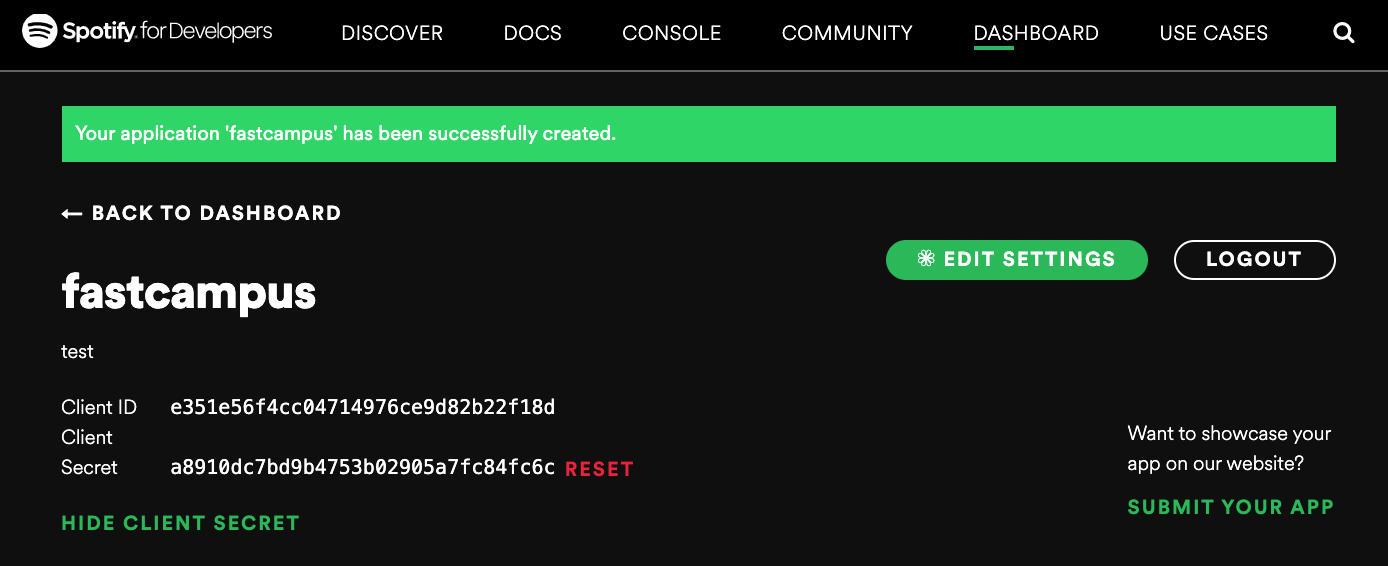 Spotify for Developers DISCOVER DOCS CONSOLE COMMUNITY DASHBOARD USE CASES
Your application 'fastcampus' has been successfully created.
← BACK TO DASHBOARD
EDIT SETTINGS LOGOUT
fastcampus
test
Client ID e351e56f4cc04714976ce9d82b22f18d
Client
Secret a8910dc7bd9b4753b02905a7fc84fc6c RESET
HIDE CLIENT SECRET
Want to showcase your
app on our website?
SUBMIT YOUR APP